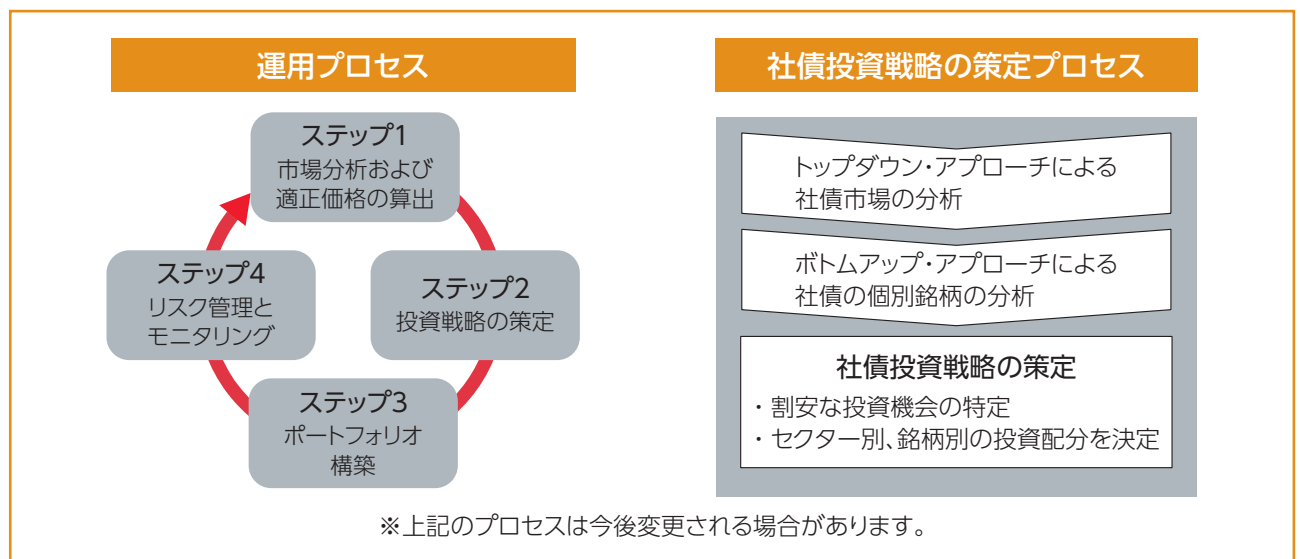 運用プロセス
ステップ1
市場分析および
適正価格の算出
ステップ2
投資戦略の策定
ステップ3
ポートフォリオ
構築
ステップ4
リスク管理と
モニタリング
社債投資戦略の策定プロセス
トップダウン・アプローチによる
社債市場の分析
ボトムアップ・アプローチによる
社債の個別銘柄の分析
社債投資戦略の策定
・割安な投資機会の特定
・セクター別、銘柄別の投資配分を決定
※上記のプロセスは今後変更される場合があります。